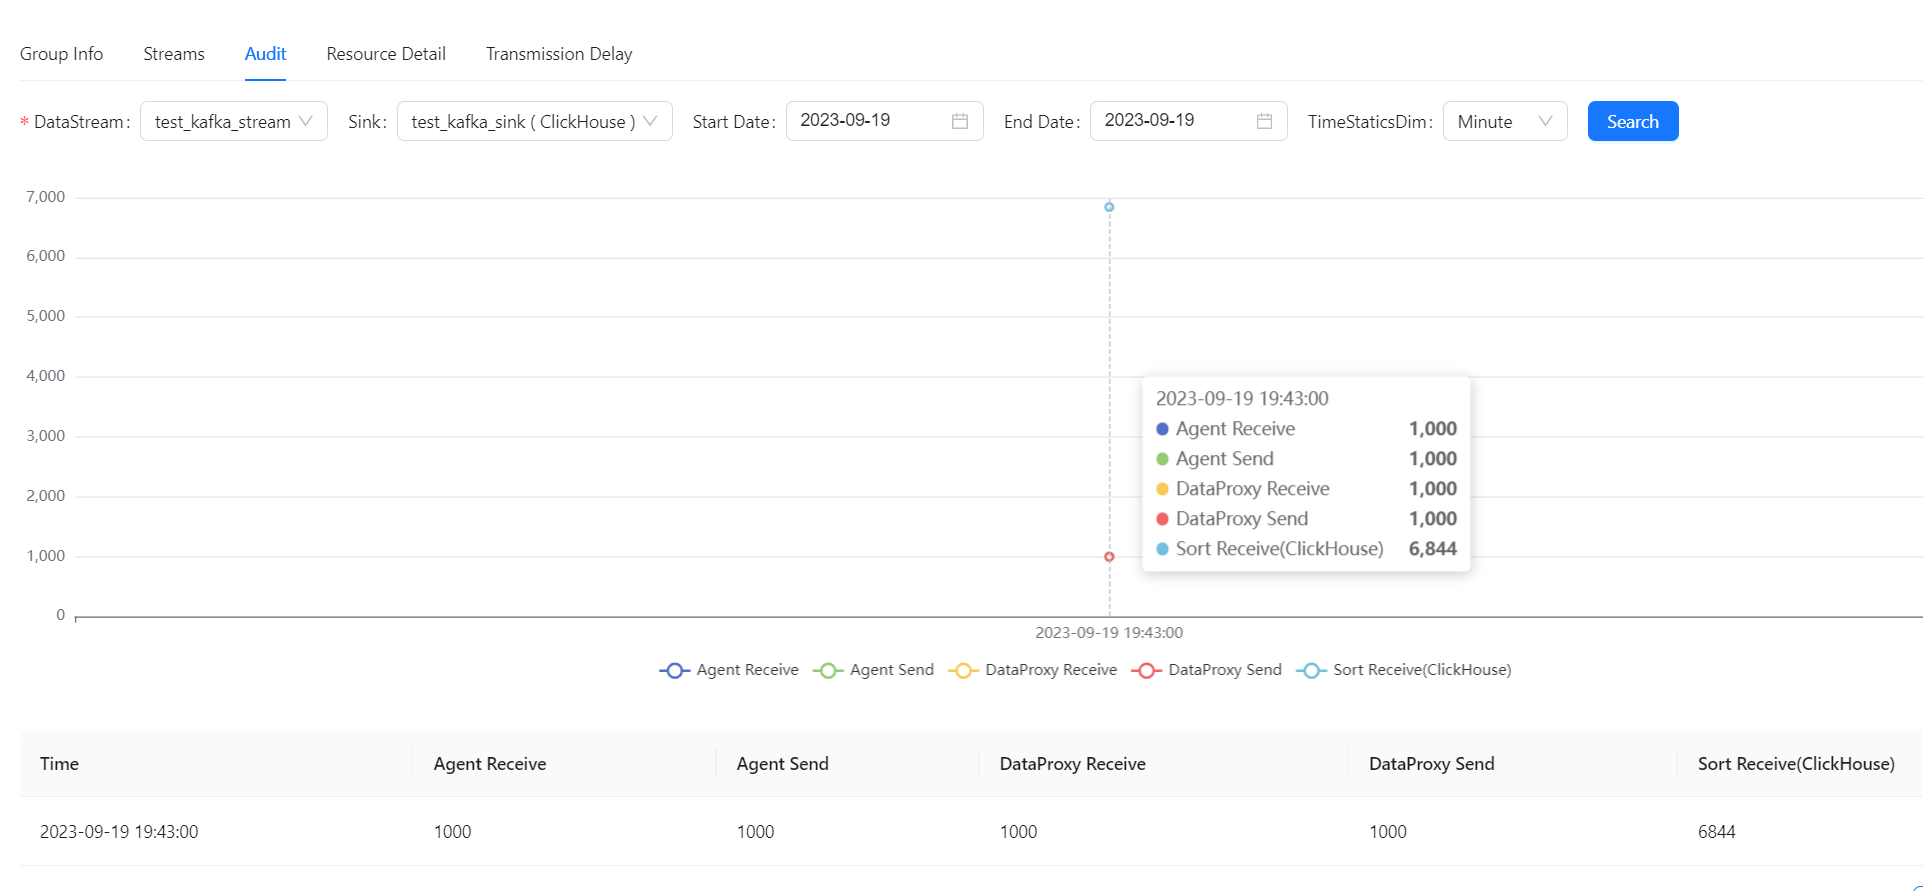 Group Info Streams Audit Resource Detail Transmission Delay
* DataStream: test_kafka_stream Sink: test_kafka_sink ( ClickHouse ) Start Date: 2023-09-19 End Date: 2023-09-19 TimeStaticsDim: Minute Search
7,000
6,000
5,000
4,000
3,000
2,000
1,000
0
2023-09-19 19:43:00
Agent Receive 1,000
Agent Send 1,000
DataProxy Receive 1,000
DataProxy Send 1,000
Sort Receive(ClickHouse) 6,844
2023-09-19 19:43:00
Agent Receive Agent Send DataProxy Receive DataProxy Send Sort Receive(ClickHouse)
Time Agent Receive Agent Send DataProxy Receive DataProxy Send Sort Receive(ClickHouse)
2023-09-19 19:43:00 1000 1000 1000 1000 6844